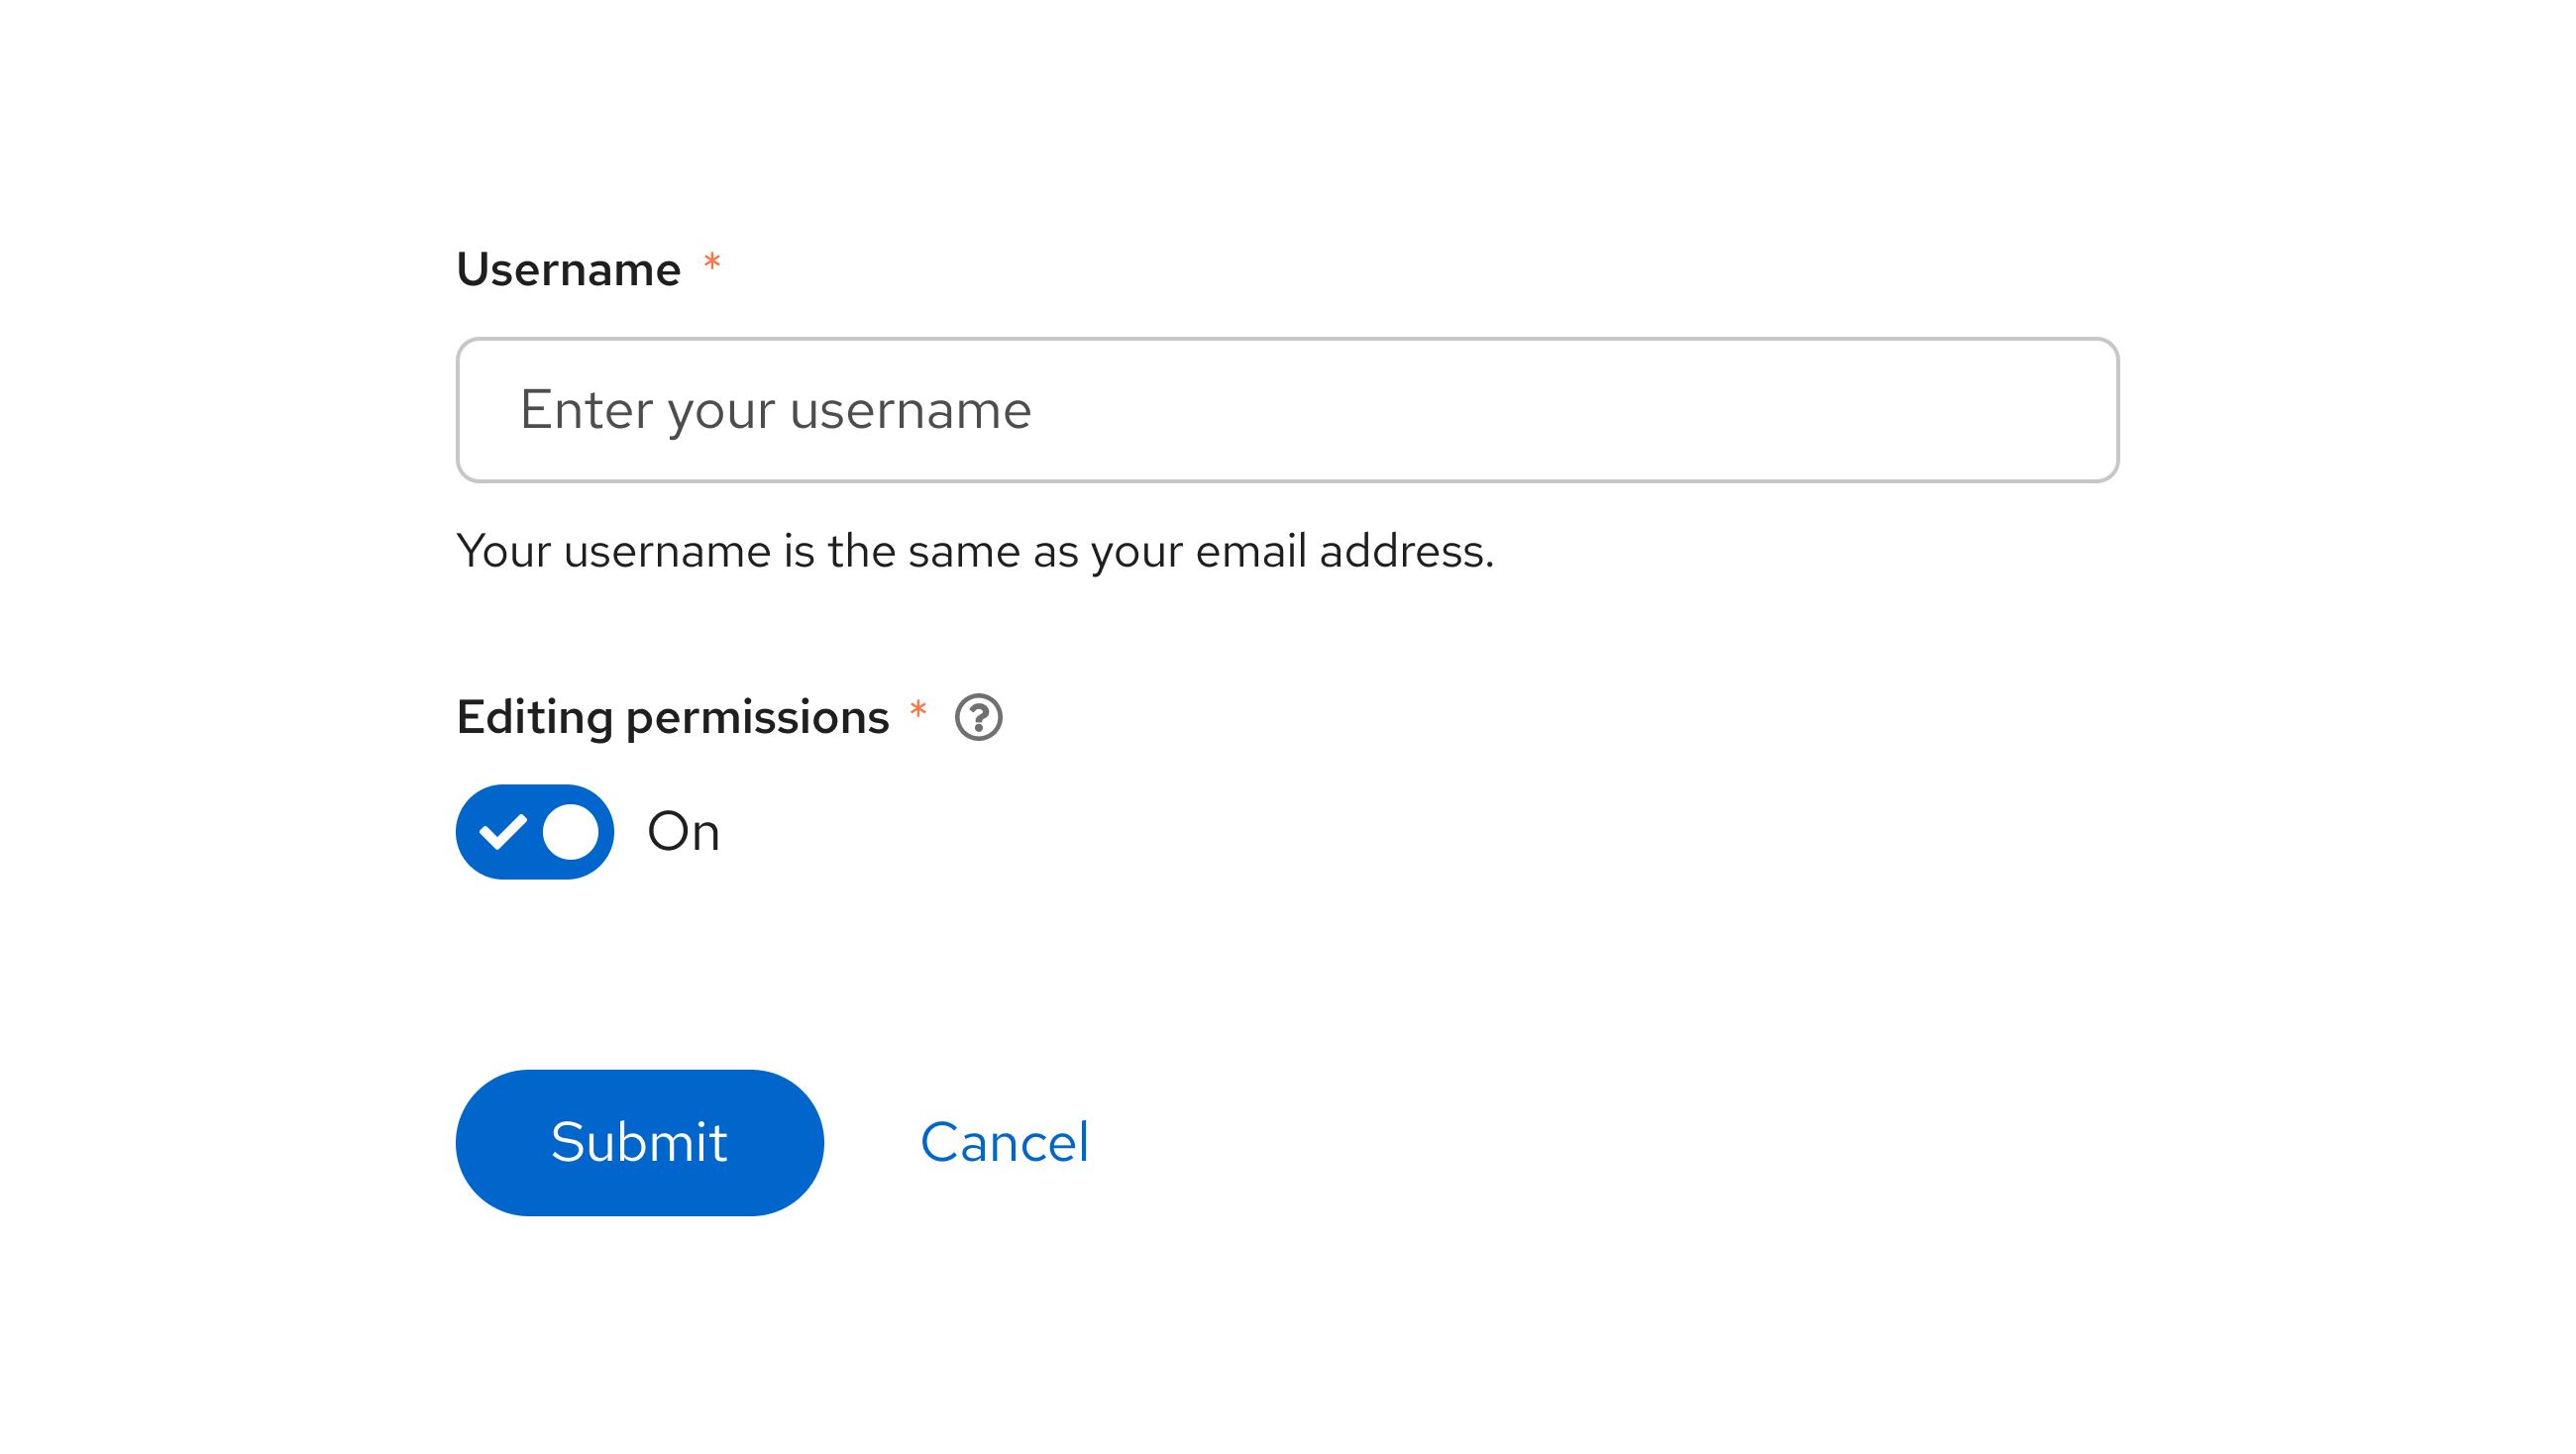 Username *
Enter your username
Your username is the same as your email address.
Editing permissions *
On
Submit
Cancel